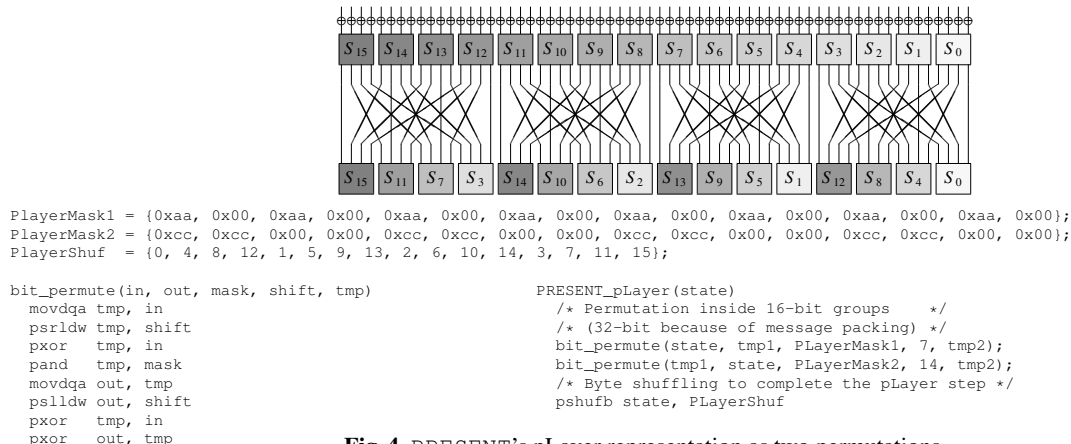 S15 S14 S13 S12 S11 S10 S9 S8 S7 S6 S5 S4 S3 S2 S1 S0
S15 S11 S7 S3 S14 S10 S6 S2 S13 S9 S5 S1 S12 S8 S4 S0
PlayerMask1 = {0xaa, 0x00, 0xaa, 0x00, 0xaa, 0x00, 0xaa, 0x00, 0xaa, 0x00, 0xaa, 0x00, 0xaa, 0x00, 0xaa, 0x00};
PlayerMask2 = {0xcc, 0xcc, 0x00, 0x00, 0xcc, 0xcc, 0x00, 0x00, 0xcc, 0xcc, 0x00, 0x00, 0xcc, 0xcc, 0x00, 0x00};
PlayerShuf = {0, 4, 8, 12, 1, 5, 9, 13, 2, 6, 10, 14, 3, 7, 11, 15};
bit_permute(in, out, mask, shift, tmp)
movdqa tmp, in
psrldw tmp, shift
pxor tmp, in
pand tmp, mask
movdqa out, tmp
pslldw out, shift
pxor tmp, in
pxor out, tmp
PRESENT_pLayer(state)
/* Permutation inside 16-bit groups */
/* (32-bit because of message packing) */
bit_permute(state, tmp1, PLayerMask1, 7, tmp2);
bit_permute(tmp1, state, PLayerMask2, 14, tmp2);
/* Byte shuffling to complete the pLayer step */
pshufb state, PLayerShuf